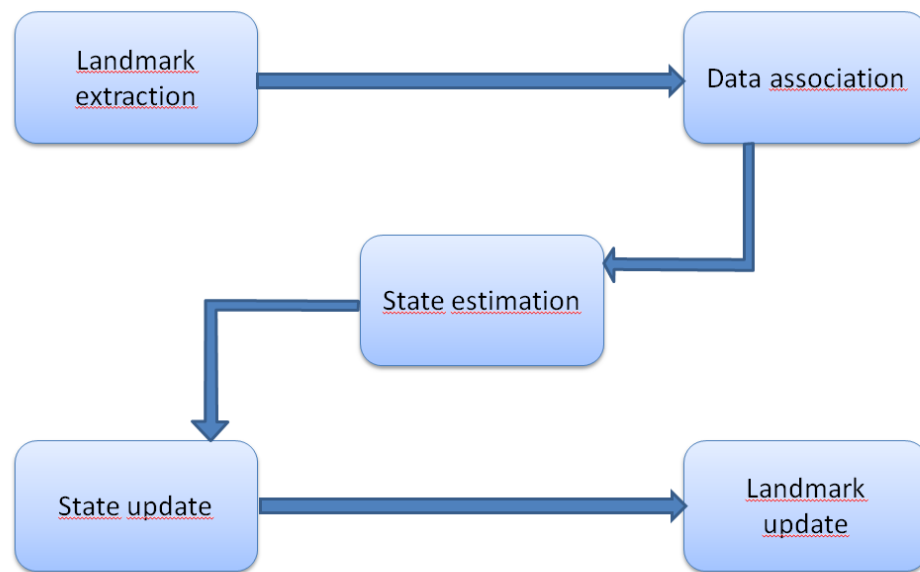 Landmark
extraction
Data association
State estimation
State update
Landmark
update